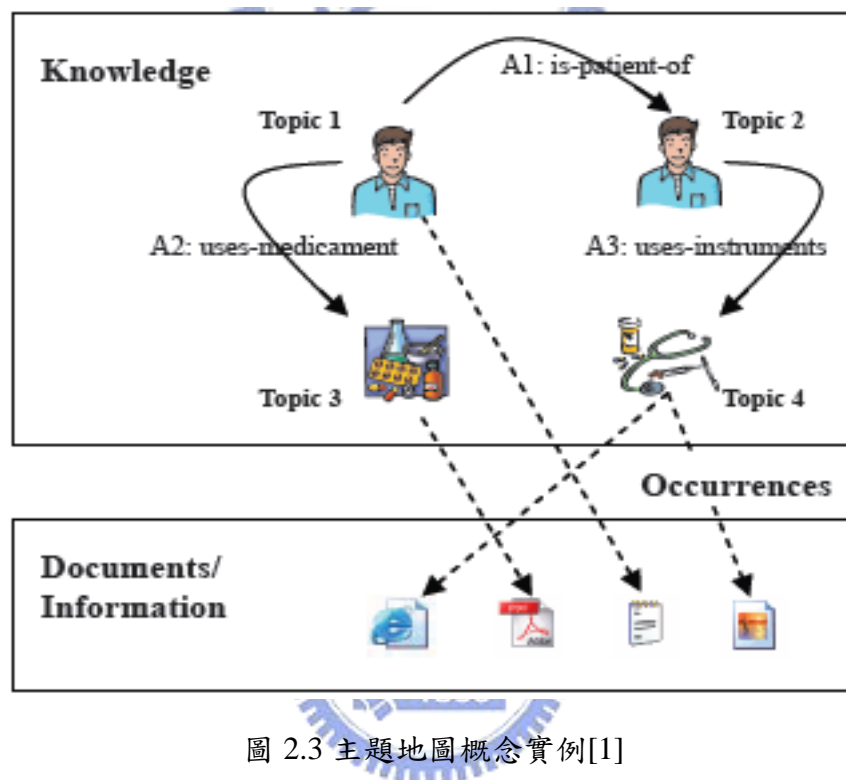 Knowledge
A1: is-patient-of
Topic 1
Topic 2
A2: uses-medicament
A3: uses-instruments
Topic 3
Topic 4
Occurrences
Documents/
Information
圖 2.3 主題地圖概念實例[1]